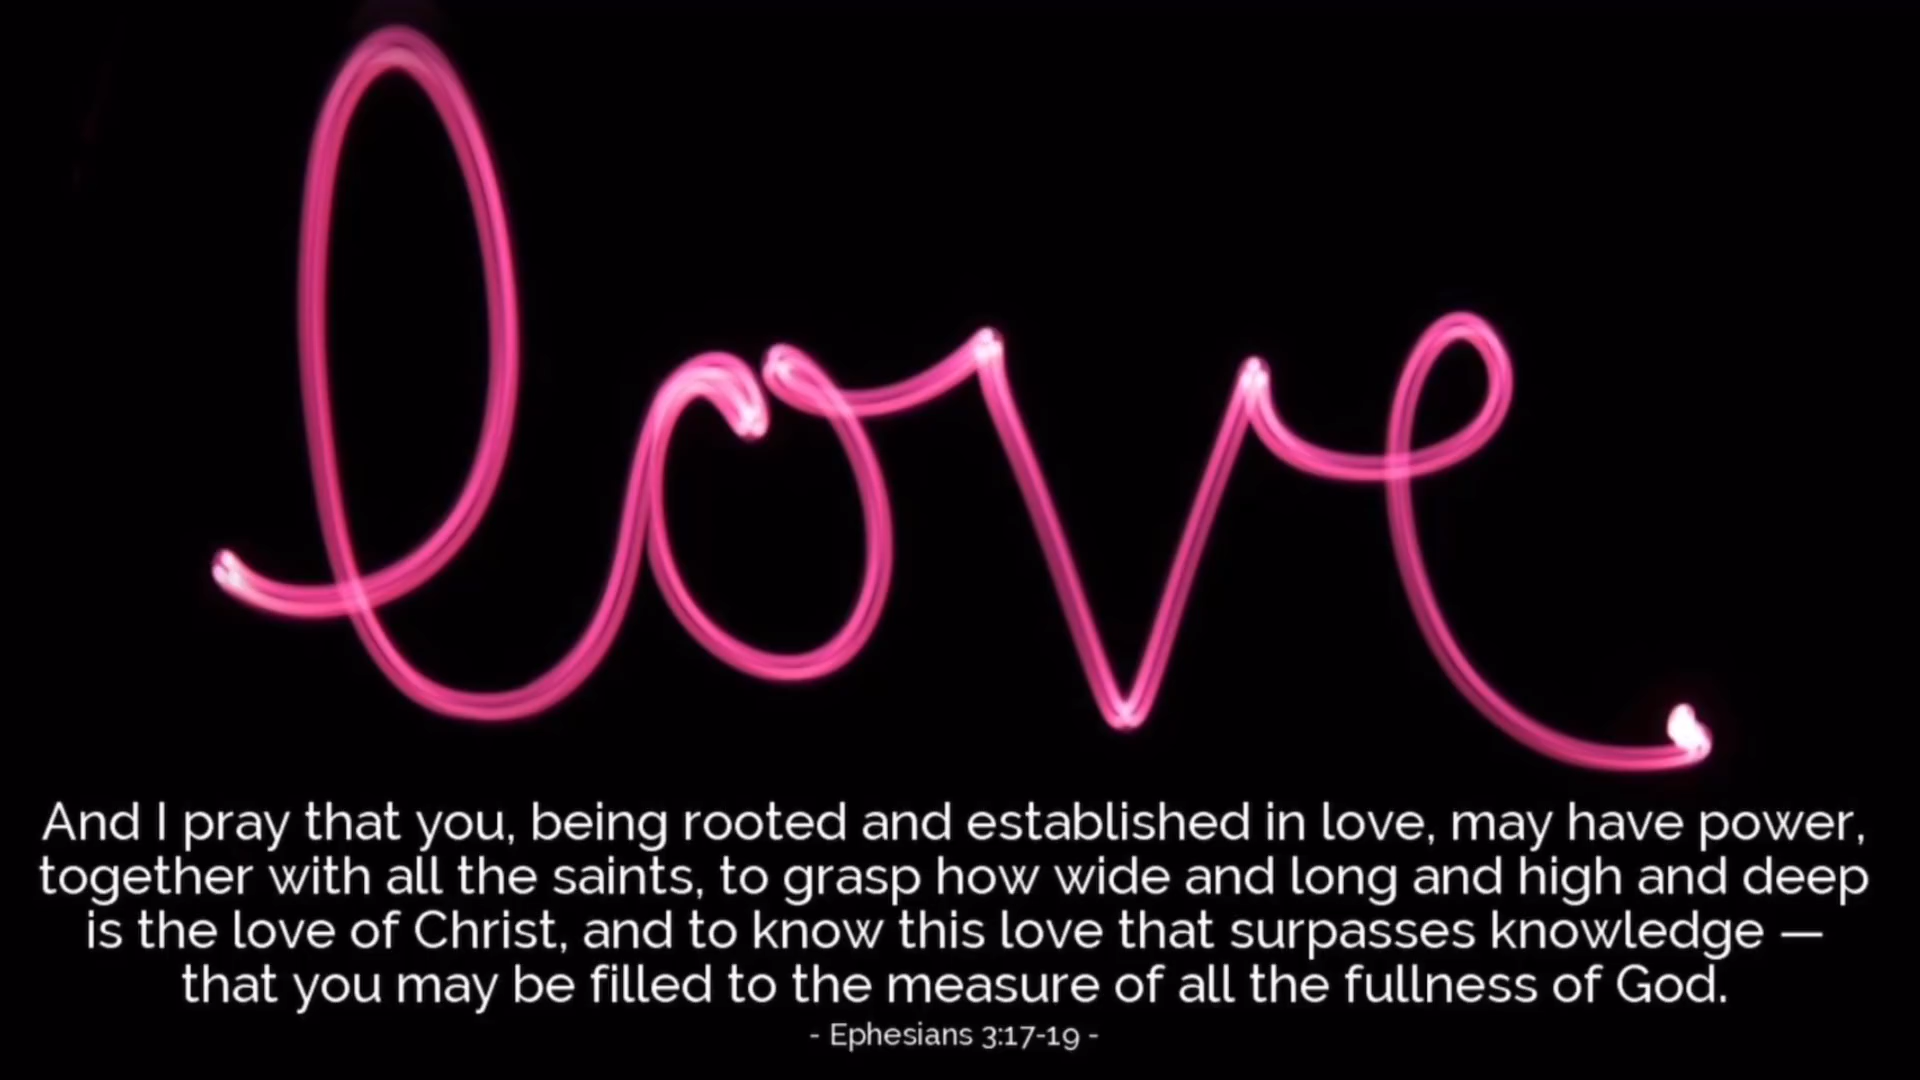 love
And I pray that you, being rooted and established in love, may have power,
together with all the saints, to grasp how wide and long and high and deep
is the love of Christ, and to know this love that surpasses knowledge —
that you may be filled to the measure of all the fullness of God.
- Ephesians 3:17-19 -